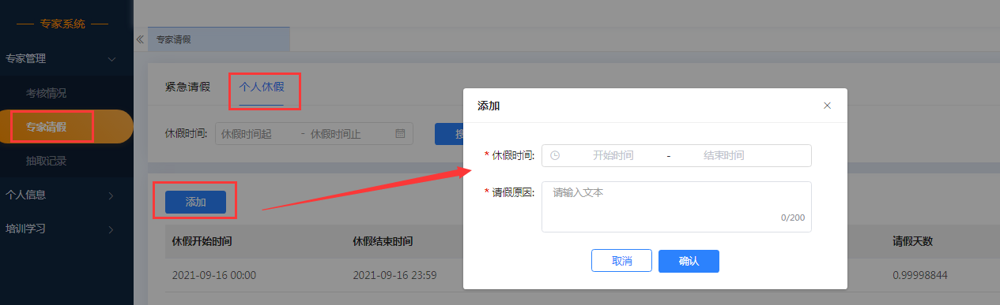 专家系统
专家管理
考核情况
专家请假
抽取记录
个人信息
培训学习
专家请假
紧急请假 个人休假
休假时间: 休假时间起 - 休假时间止
添加
休假开始时间 休假结束时间 请假天数
2021-09-16 00:00 2021-09-16 23:59 0.99998844
添加
* 休假时间: 开始时间 - 结束时间
* 请假原因: 请输入文本
0/200
取消 确认